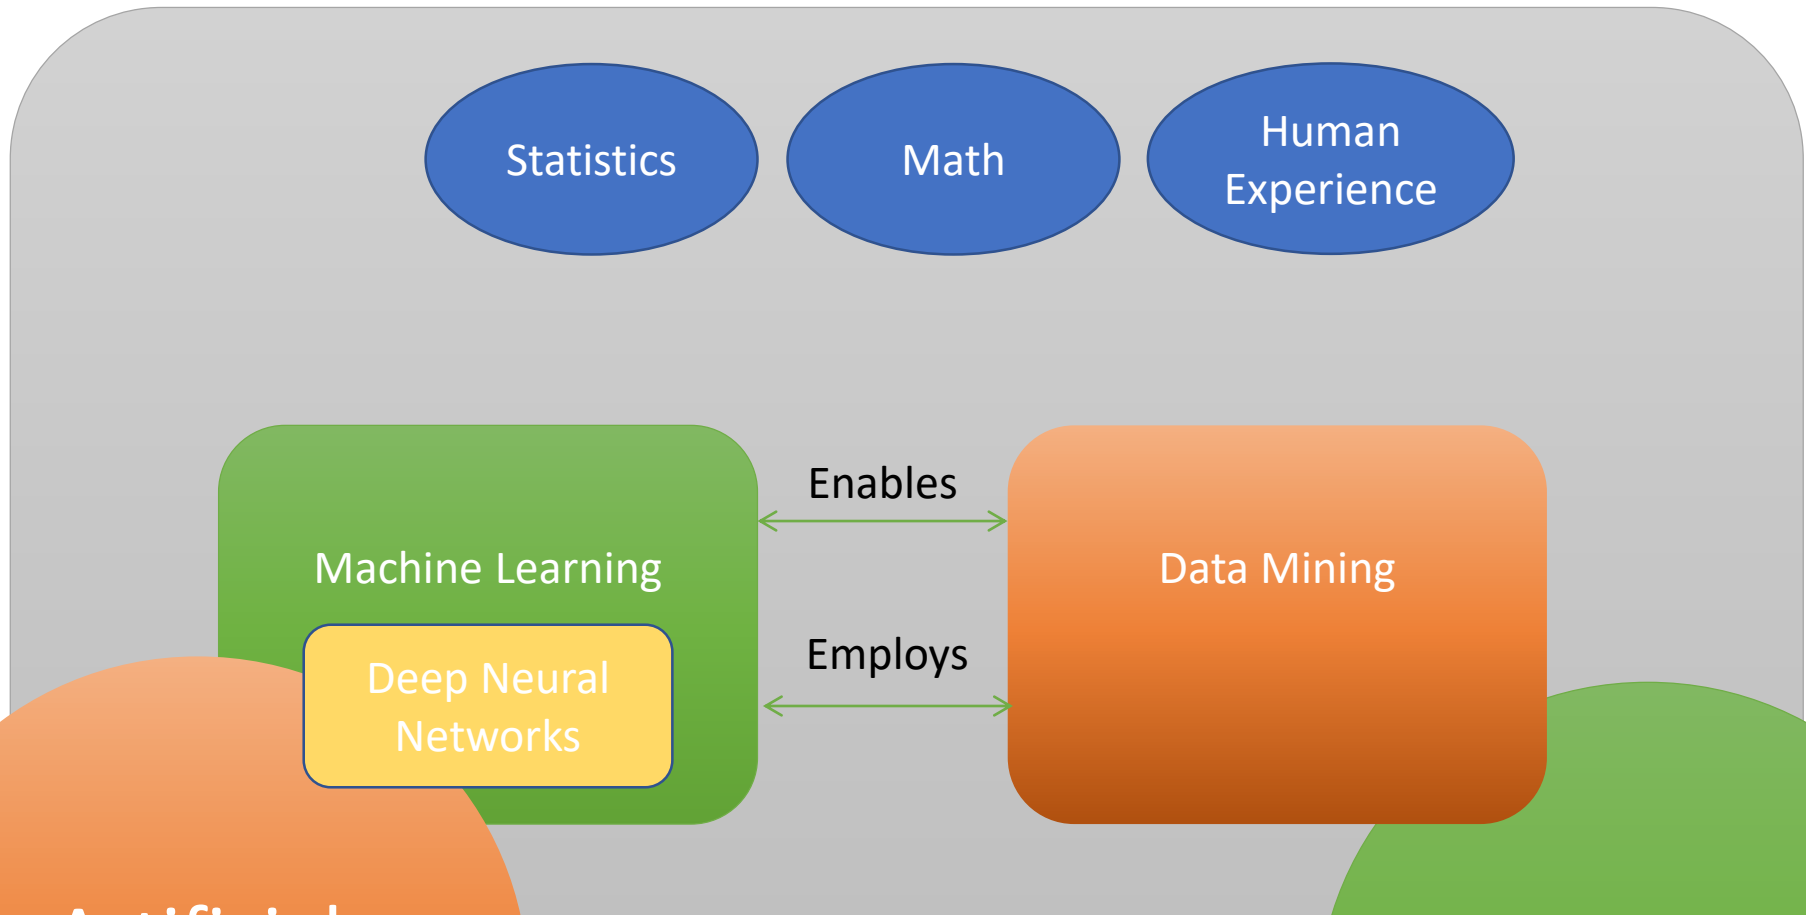 Statistics
Math
Human
Experience
Enables
Machine Learning
Data Mining
Employs
Deep Neural
Networks